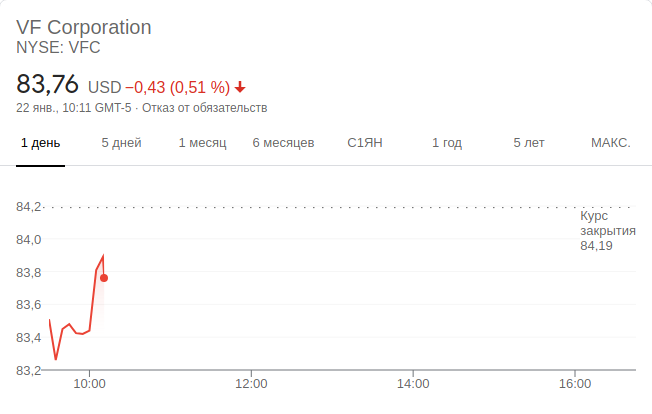 VF Corporation
NYSE: VFC
83,76 USD −0,43 (0,51 %)
22 янв., 10:11 GMT-5 · Отказ от обязательств
1 день 5 дней 1 месяц 6 месяцев С1ЯН 1 год 5 лет МАКС.
84,2
Курс
закрытия
84,19
84,0
83,8
83,6
83,4
83,2
10:00 12:00 14:00 16:00